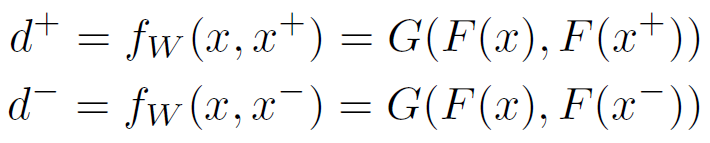 d⁺ = f_W(x, x⁺) = G(F(x), F(x⁺))
d⁻ = f_W(x, x⁻) = G(F(x), F(x⁻))